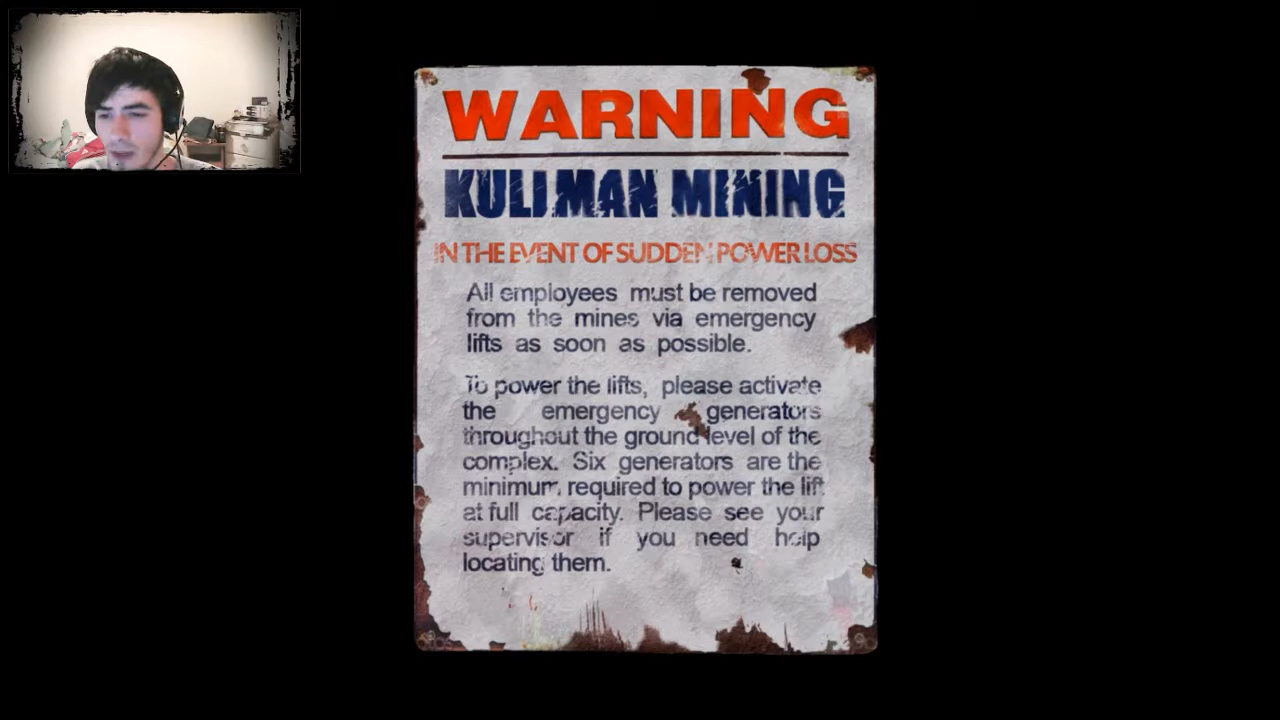 WARNING
KULLMAN MINING
IN THE EVENT OF SUDDEN POWER LOSS
All employees must be removed
from the mines via emergency
lifts as soon as possible.
To power the lifts, please activate
the emergency generators
throughout the ground level of the
complex. Six generators are the
minimum required to power the lift
at full capacity. Please see your
supervisor if you need help
locating them.